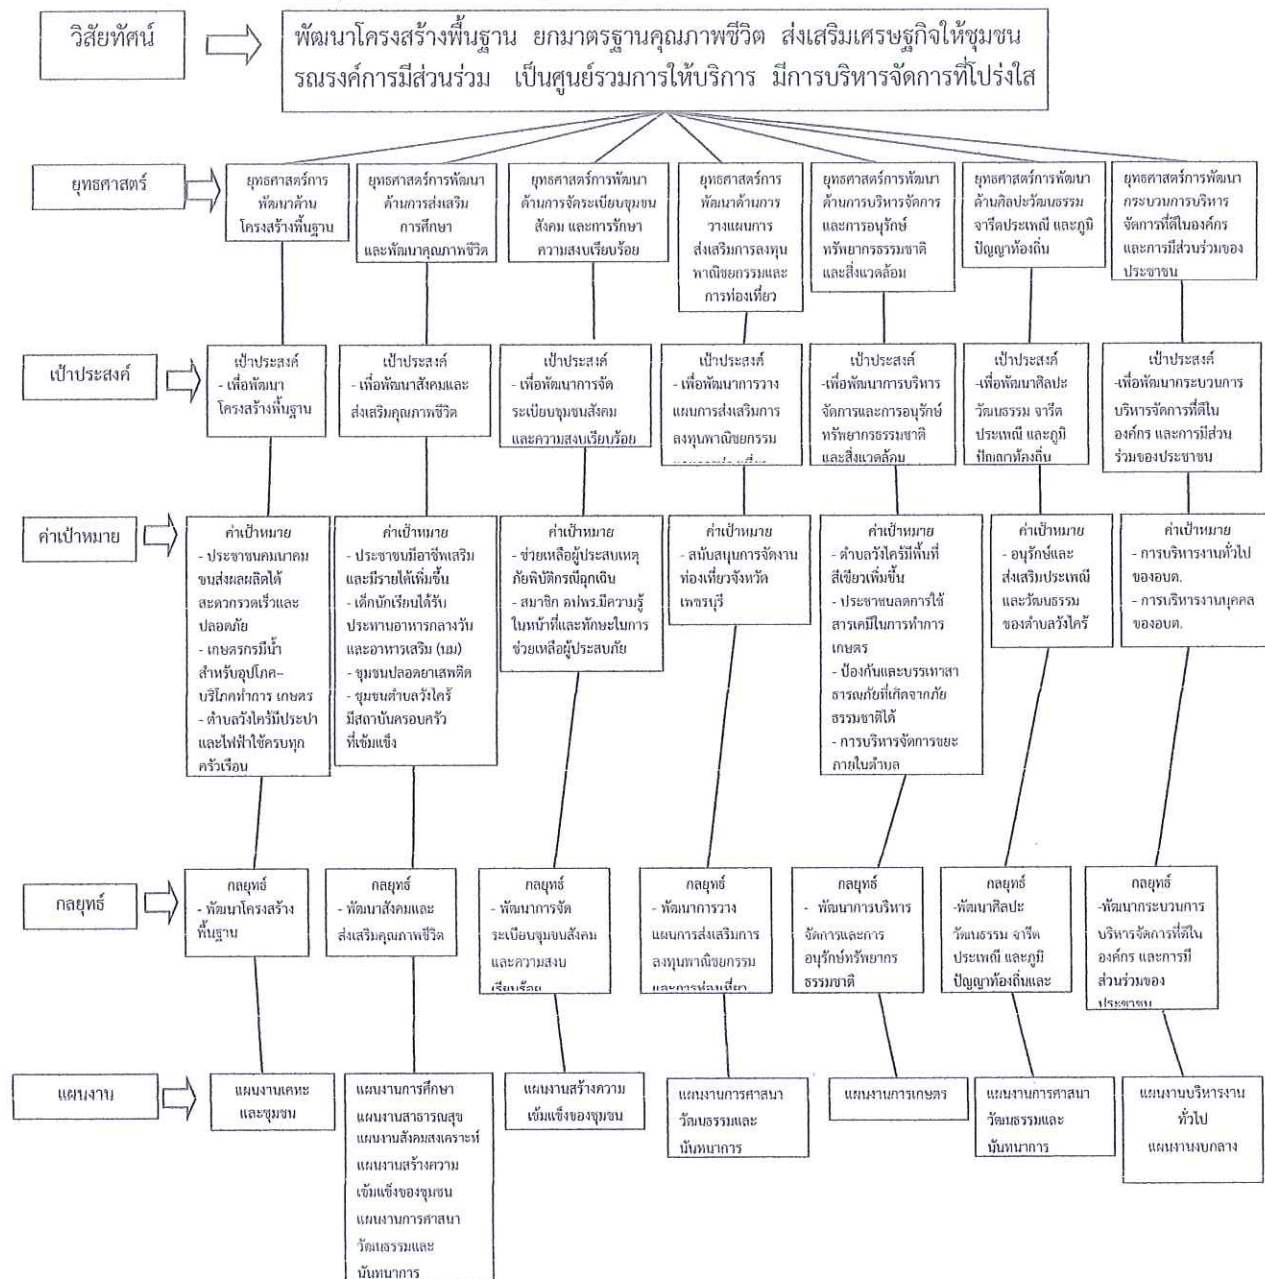 วิสัยทัศน์
พัฒนาโครงสร้างพื้นฐาน ยกมาตรฐานคุณภาพชีวิต ส่งเสริมเศรษฐกิจให้ชุมชน
รณรงค์การมีส่วนร่วม เป็นศูนย์รวมการให้บริการ มีการบริหารจัดการที่โปร่งใส
ยุทธศาสตร์
ยุทธศาสตร์การ
พัฒนาด้าน
โครงสร้างพื้นฐาน
ยุทธศาสตร์การพัฒนา
ด้านการส่งเสริม
การศึกษา
และพัฒนาคุณภาพชีวิต
ยุทธศาสตร์การพัฒนา
ด้านการจัดระเบียบชุมชน
สังคม และการรักษา
ความสงบเรียบร้อย
ยุทธศาสตร์การ
พัฒนาด้านการ
วางแผนการ
ส่งเสริมการลงทุน
พาณิชยกรรมและ
การท่องเที่ยว
ยุทธศาสตร์การพัฒนา
ด้านการบริหารจัดการ
และการอนุรักษ์
ทรัพยากรธรรมชาติ
และสิ่งแวดล้อม
ยุทธศาสตร์การพัฒนา
ด้านศิลปะวัฒนธรรม
จารีตประเพณี และภูมิ
ปัญญาท้องถิ่น
ยุทธศาสตร์การพัฒนา
กระบวนการบริหาร
จัดการที่ดีในองค์กร
และการมีส่วนร่วมของ
ประชาชน
เป้าประสงค์
เป้าประสงค์
- เพื่อพัฒนา
โครงสร้างพื้นฐาน
เป้าประสงค์
- เพื่อพัฒนาสังคมและ
ส่งเสริมคุณภาพชีวิต
เป้าประสงค์
- เพื่อพัฒนาการจัด
ระเบียบชุมชนสังคม
และความสงบเรียบร้อย
เป้าประสงค์
- เพื่อพัฒนาการวาง
แผนการส่งเสริมการ
ลงทุนพาณิชยกรรม
เป้าประสงค์
-เพื่อพัฒนาการบริหาร
จัดการและการอนุรักษ์
ทรัพยากรธรรมชาติ
และสิ่งแวดล้อม
เป้าประสงค์
-เพื่อพัฒนาศิลปะ
วัฒนธรรม จารีต
ประเพณี และภูมิ
ปัญญาท้องถิ่น
เป้าประสงค์
-เพื่อพัฒนากระบวนการ
บริหารจัดการที่ดีใน
องค์กร และการมีส่วน
ร่วมของประชาชน
ค่าเป้าหมาย
ค่าเป้าหมาย
- ประชาชนคมนาคม
ขนส่งผลผลิตได้
สะดวกรวดเร็วและ
ปลอดภัย
- เกษตรกรมีน้ำ
สำหรับอุปโภค–
บริโภคทำการ เกษตร
- ตำบลวังไคร้มีประปา
และไฟฟ้าใช้ครบทุก
ครัวเรือน
ค่าเป้าหมาย
- ประชาชนมีอาชีพเสริม
และมีรายได้เพิ่มขึ้น
- เด็กนักเรียนได้รับ
ประทานอาหารกลางวัน
และอาหารเสริม (นม)
- ชุมชนปลอดยาเสพติด
- ชุมชนตำบลวังไคร้
มีสถาบันครอบครัว
ที่เข้มแข็ง
ค่าเป้าหมาย
- ช่วยเหลือผู้ประสบเหตุ
ภัยพิบัติกรณีฉุกเฉิน
- สมาชิก อปพร.มีความรู้
ในหน้าที่และทักษะในการ
ช่วยเหลือผู้ประสบภัย
ค่าเป้าหมาย
- สนับสนุนการจัดงาน
ท่องเที่ยวจังหวัด
เพชรบุรี
ค่าเป้าหมาย
- ตำบลวังไคร้มีพื้นที่
สีเขียวเพิ่มขึ้น
- ประชาชนลดการใช้
สารเคมีในการทำการ
เกษตร
- ป้องกันและบรรเทาสา
ธารณภัยที่เกิดจากภัย
ธรรมชาติได้
- การบริหารจัดการขยะ
ภายในตำบล
ค่าเป้าหมาย
- อนุรักษ์และ
ส่งเสริมประเพณี
และวัฒนธรรม
ของตำบลวังไคร้
ค่าเป้าหมาย
- การบริหารงานทั่วไป
ของอบต.
- การบริหารงานบุคคล
ของอบต.
กลยุทธ์
กลยุทธ์
- พัฒนาโครงสร้าง
พื้นฐาน
กลยุทธ์
- พัฒนาสังคมและ
ส่งเสริมคุณภาพชีวิต
กลยุทธ์
- พัฒนาการจัด
ระเบียบชุมชนสังคม
และความสงบ
เรียบร้อย
กลยุทธ์
- พัฒนาการวาง
แผนการส่งเสริมการ
ลงทุนพาณิชยกรรม
และการท่องเที่ยว
กลยุทธ์
- พัฒนาการบริหาร
จัดการและการ
อนุรักษ์ทรัพยากร
ธรรมชาติ
กลยุทธ์
-พัฒนาศิลปะ
วัฒนธรรม จารีต
ประเพณี และภูมิ
ปัญญาท้องถิ่นและ
กลยุทธ์
-พัฒนากระบวนการ
บริหารจัดการที่ดีใน
องค์กร และการมี
ส่วนร่วมของ
ประชาชน
แผนงาน
แผนงานเคหะ
และชุมชน
แผนงานการศึกษา
แผนงานสาธารณสุข
แผนงานสังคมสงเคราะห์
แผนงานสร้างความ
เข้มแข็งของชุมชน
แผนงานการศาสนา
วัฒนธรรมและ
นันทนาการ
แผนงานสร้างความ
เข้มแข็งของชุมชน
แผนงานการศาสนา
วัฒนธรรมและ
นันทนาการ
แผนงานการเกษตร
แผนงานการศาสนา
วัฒนธรรมและ
นันทนาการ
แผนงานบริหารงาน
ทั่วไป
แผนงานงบกลาง